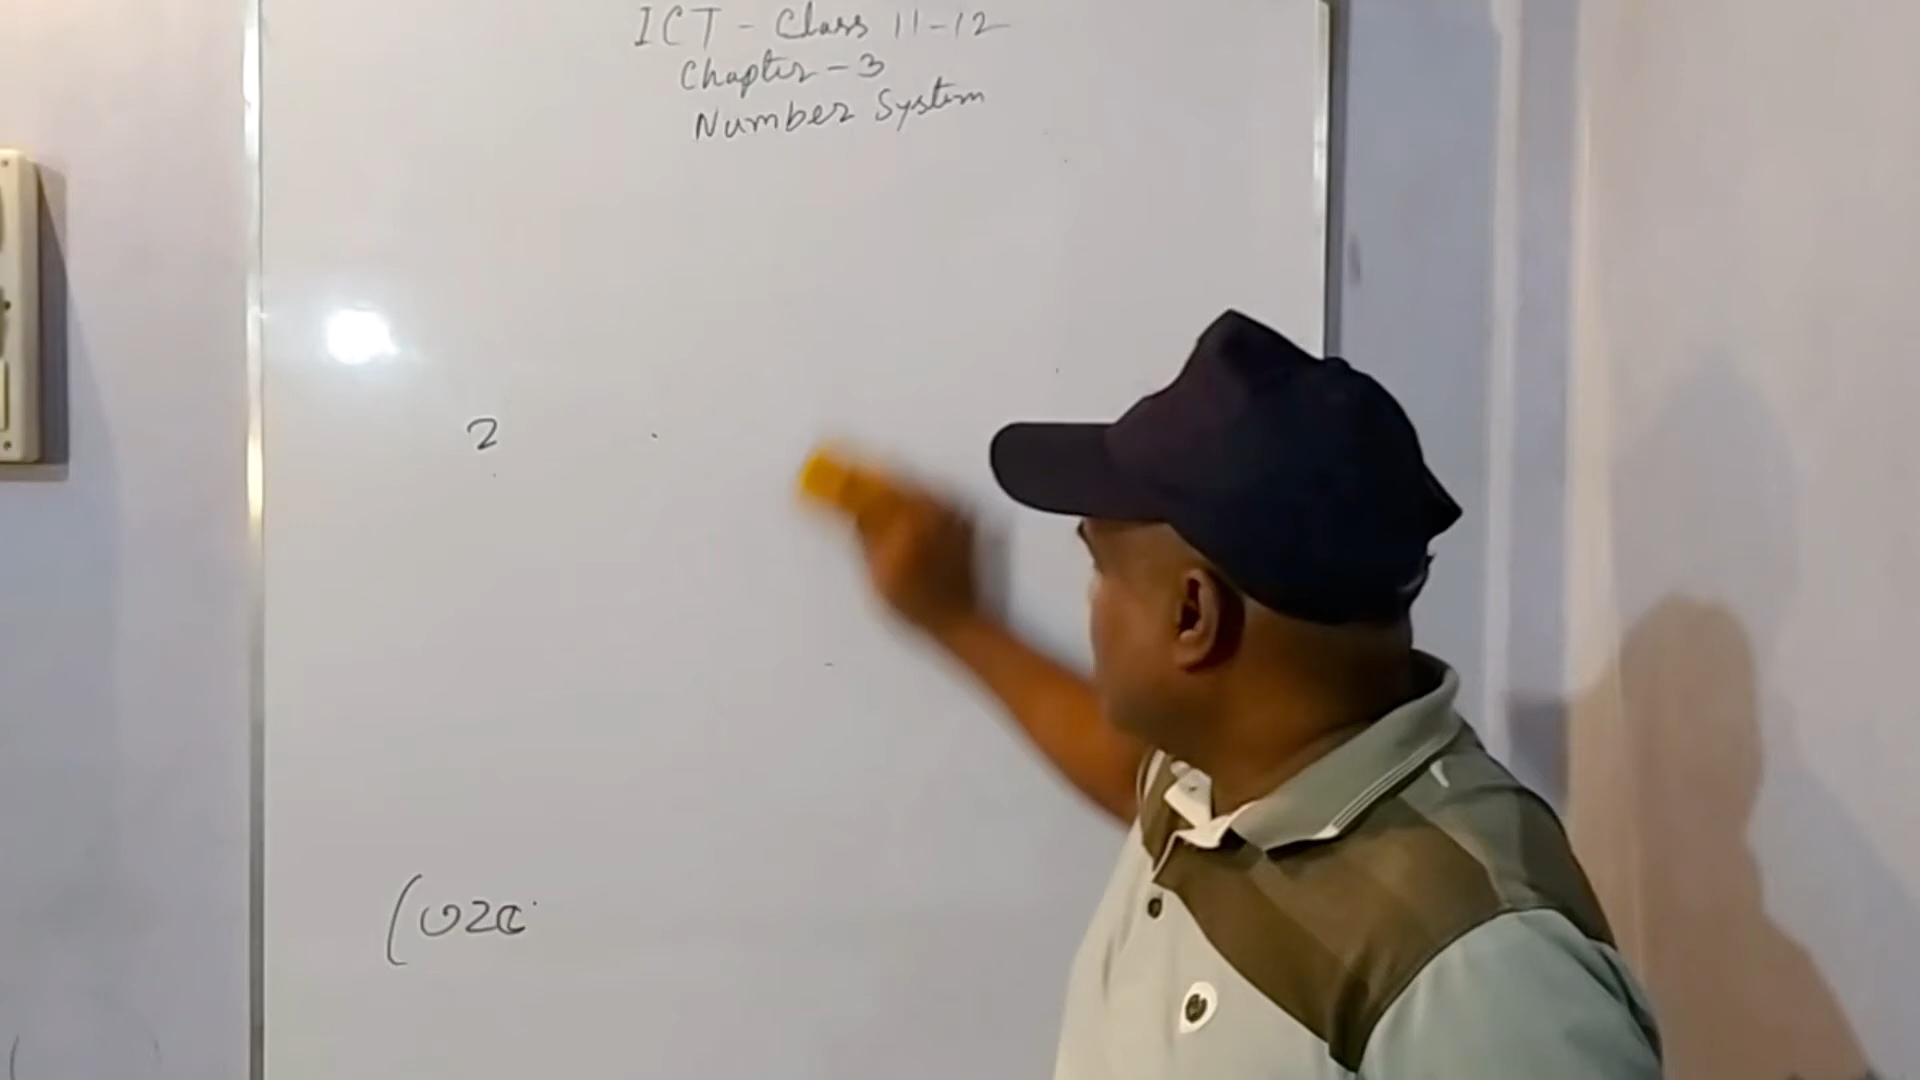 ICT - Class 11-12
Chapter - 3
Number System
2